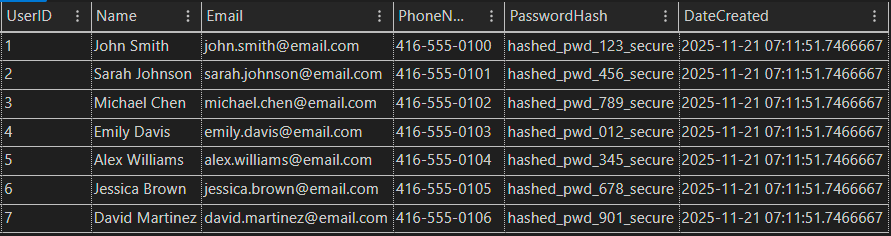 UserID Name Email PhoneN... PasswordHash DateCreated
1 John Smith john.smith@email.com 416-555-0100 hashed_pwd_123_secure 2025-11-21 07:11:51.7466667
2 Sarah Johnson sarah.johnson@email.com 416-555-0101 hashed_pwd_456_secure 2025-11-21 07:11:51.7466667
3 Michael Chen michael.chen@email.com 416-555-0102 hashed_pwd_789_secure 2025-11-21 07:11:51.7466667
4 Emily Davis emily.davis@email.com 416-555-0103 hashed_pwd_012_secure 2025-11-21 07:11:51.7466667
5 Alex Williams alex.williams@email.com 416-555-0104 hashed_pwd_345_secure 2025-11-21 07:11:51.7466667
6 Jessica Brown jessica.brown@email.com 416-555-0105 hashed_pwd_678_secure 2025-11-21 07:11:51.7466667
7 David Martinez david.martinez@email.com 416-555-0106 hashed_pwd_901_secure 2025-11-21 07:11:51.7466667